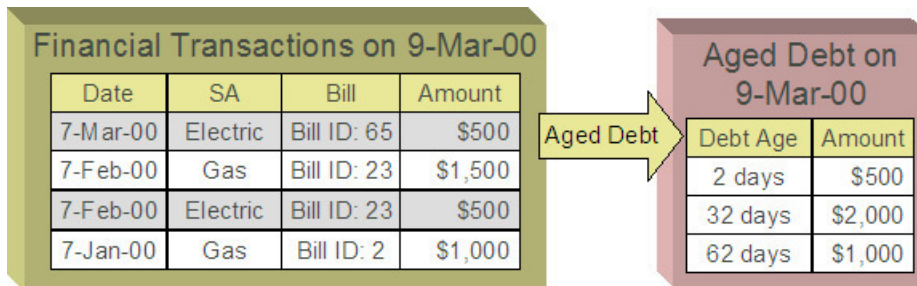 Financial Transactions on 9-Mar-00
Date SA Bill Amount
7-Mar-00 Electric Bill ID: 65 $500
7-Feb-00 Gas Bill ID: 23 $1,500
7-Feb-00 Electric Bill ID: 23 $500
7-Jan-00 Gas Bill ID: 2 $1,000
Aged Debt
Aged Debt on
9-Mar-00
Debt Age Amount
2 days $500
32 days $2,000
62 days $1,000